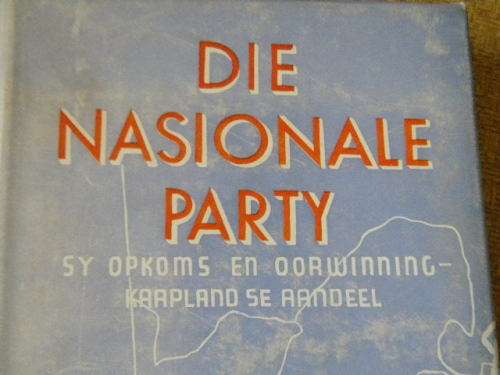 DIE
NASIONALE
PARTY
SY OPKOMS EN OORWINNING-
KAAPLAND SE AANDEEL